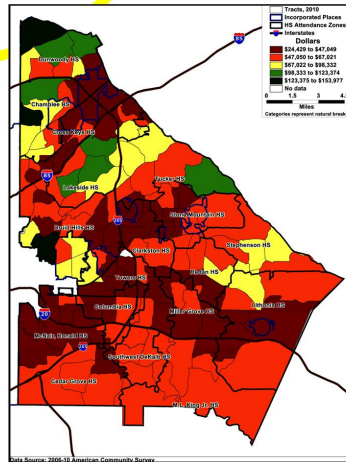 Tracts, 2010
Incorporated Places
HS Attendance Zones
Interstates
Dollars
$24,429 to $47,049
$47,050 to $67,021
$67,022 to $98,332
$98,333 to $123,374
$123,375 to $153,977
No data
0 1.5 3
Miles
Categories represent natural break
85
Dunwoody HS
Chamblee HS
Cross Keys HS
Tucker HS
85
Lakeside HS
Stone Mountain HS
Druid Hills HS
285
Stephenson HS
Clarkston HS
Redan HS
Towers HS
Lithonia HS
20
Columbia HS
Miller Grove HS
McNair, Ronald HS
Southwest DeKalb HS
Cedar Grove HS
M.L. King Jr. HS
Data Source: 2006-10 American Community Survey